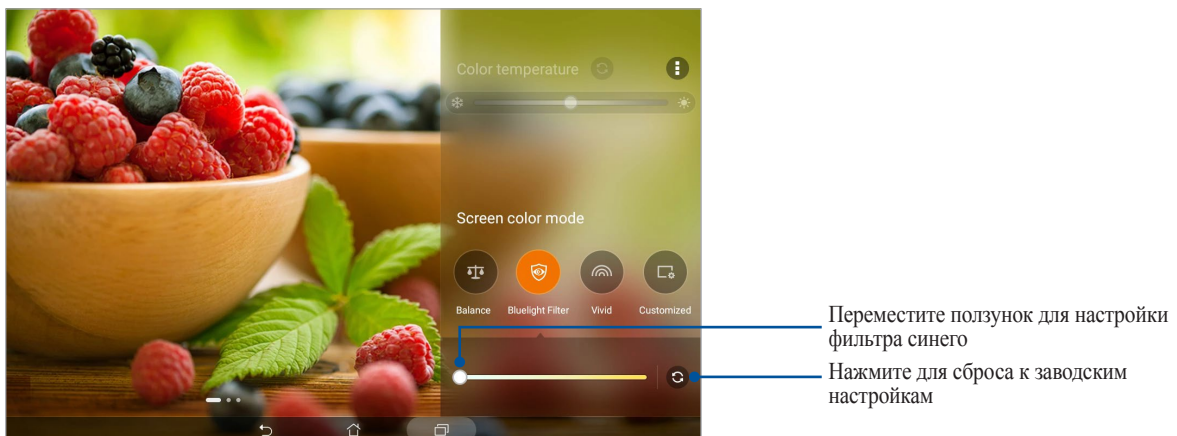 Color temperature
Screen color mode
Balance Bluelight Filter Vivid Customized
Переместите ползунок для настройки
фильтра синего
Нажмите для сброса к заводским
настройкам